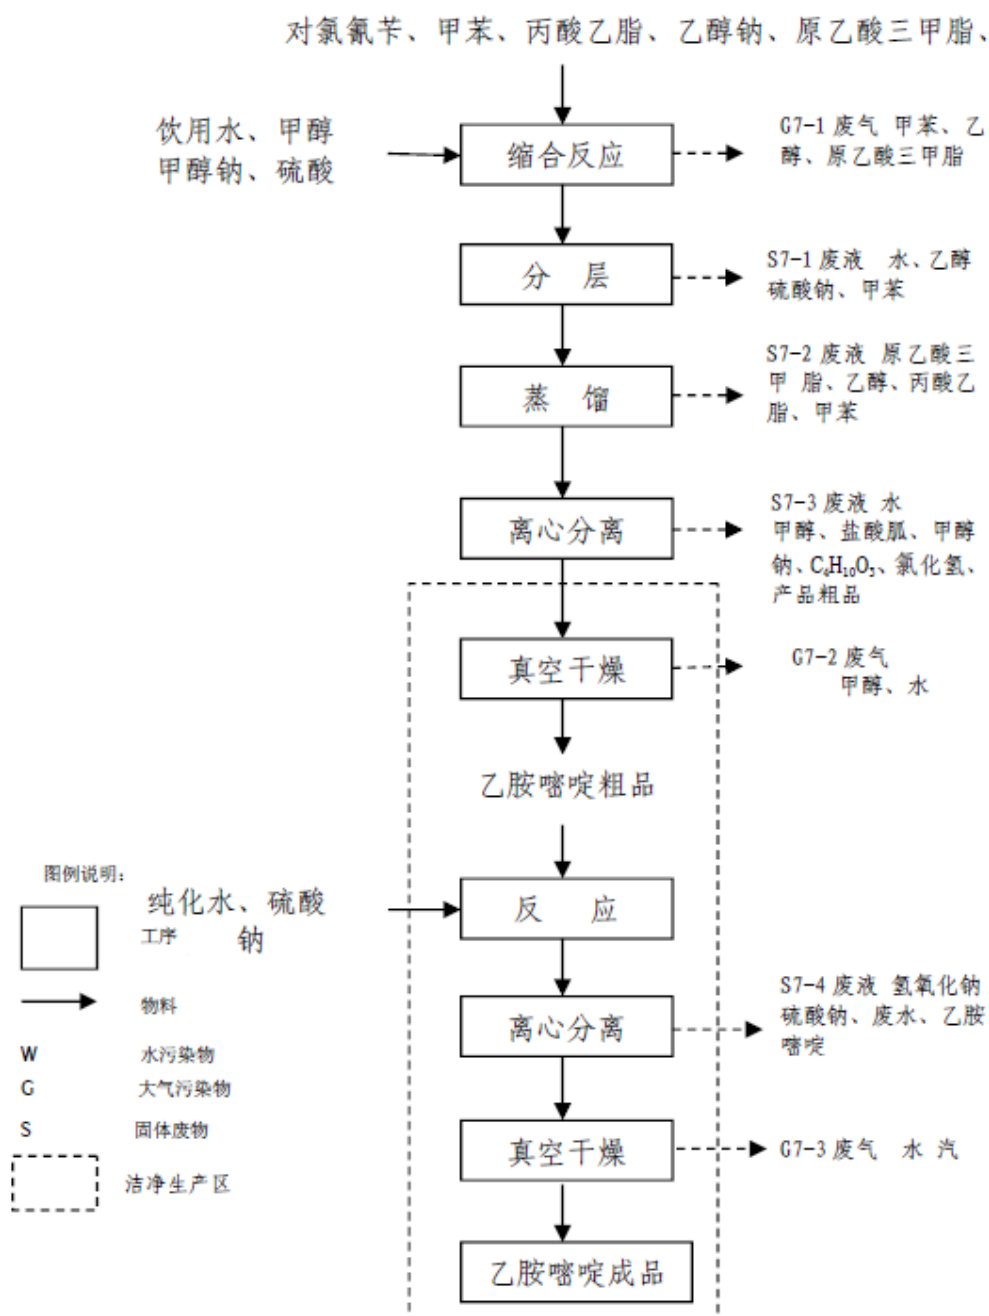 对氯氰苄、甲苯、丙酸乙脂、乙醇钠、原乙酸三甲脂、
饮用水、甲醇
甲醇钠、硫酸
缩合反应
G7-1 废气 甲苯、乙
醇、原乙酸三甲脂
分 层
S7-1 废液 水、乙醇
硫酸钠、甲苯
蒸 馏
S7-2 废液 原乙酸三
甲 脂、乙醇、丙酸乙
脂、甲苯
离心分离
S7-3 废液 水
甲醇、盐酸胍、甲醇
钠、C₄H₁₀O₃、氯化氢、
产品粗品
真空干燥
G7-2 废气
甲醇、水
乙胺嘧啶粗品
纯化水、硫酸
钠
反 应
离心分离
S7-4 废液 氢氧化钠
硫酸钠、废水、乙胺
嘧啶
真空干燥
G7-3 废气 水 汽
乙胺嘧啶成品
图例说明：
工序
物料
W 水污染物
G 大气污染物
S 固体废物
洁净生产区